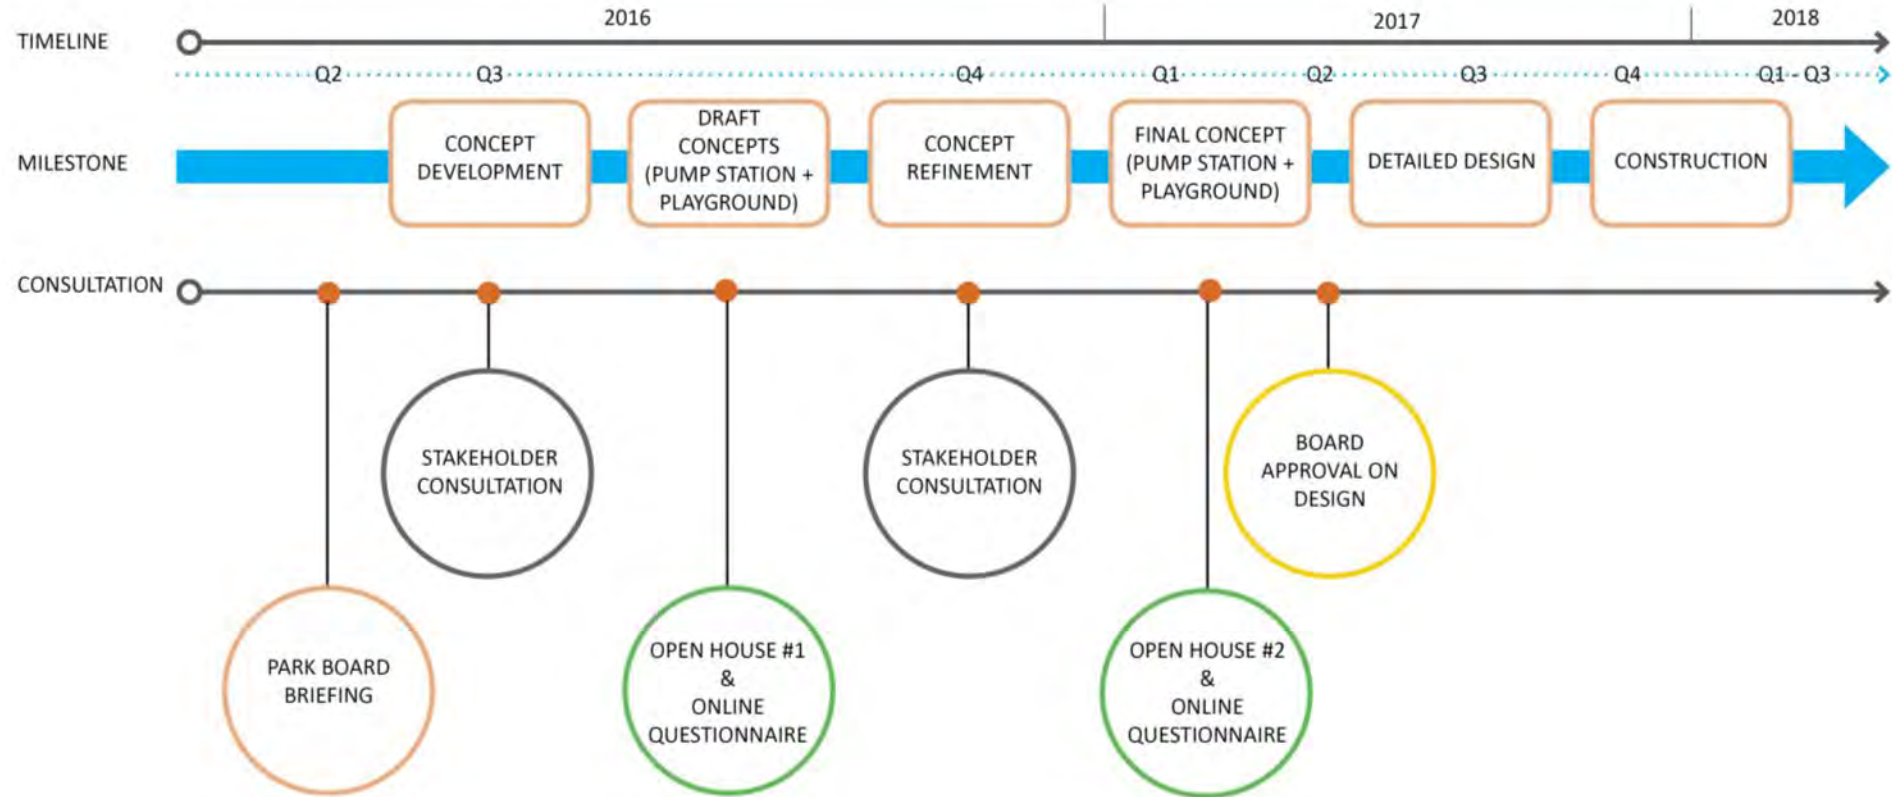 2016
2017
2018
TIMELINE
Q2
Q3
Q4
Q1
Q2
Q3
Q4
Q1 - Q3
MILESTONE
CONCEPT
DEVELOPMENT
DRAFT
CONCEPTS
(PUMP STATION +
PLAYGROUND)
CONCEPT
REFINEMENT
FINAL CONCEPT
(PUMP STATION +
PLAYGROUND)
DETAILED DESIGN
CONSTRUCTION
CONSULTATION
STAKEHOLDER
CONSULTATION
STAKEHOLDER
CONSULTATION
BOARD
APPROVAL ON
DESIGN
PARK BOARD
BRIEFING
OPEN HOUSE #1
&
ONLINE
QUESTIONNAIRE
OPEN HOUSE #2
&
ONLINE
QUESTIONNAIRE